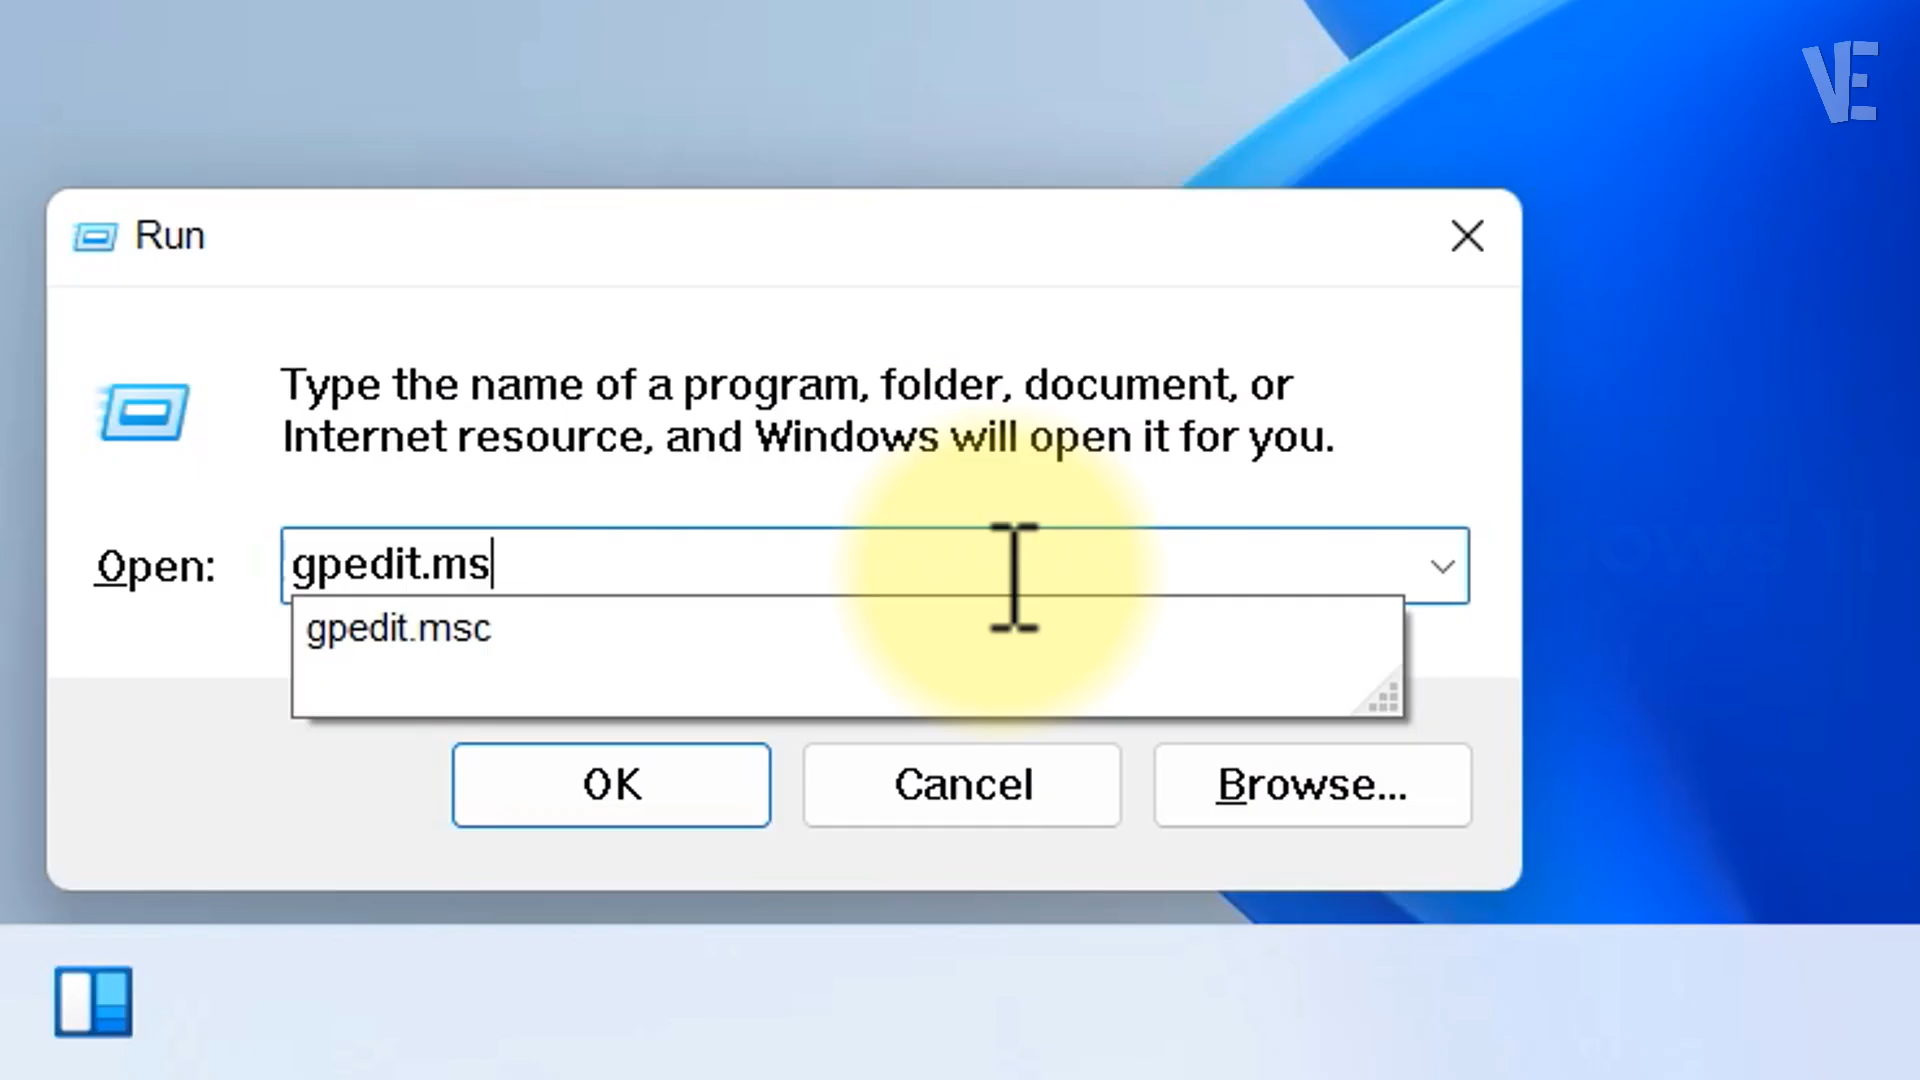 VE
Run
Type the name of a program, folder, document, or
Internet resource, and Windows will open it for you.
Open:
gpedit.ms
gpedit.msc
OK
Cancel
Browse...